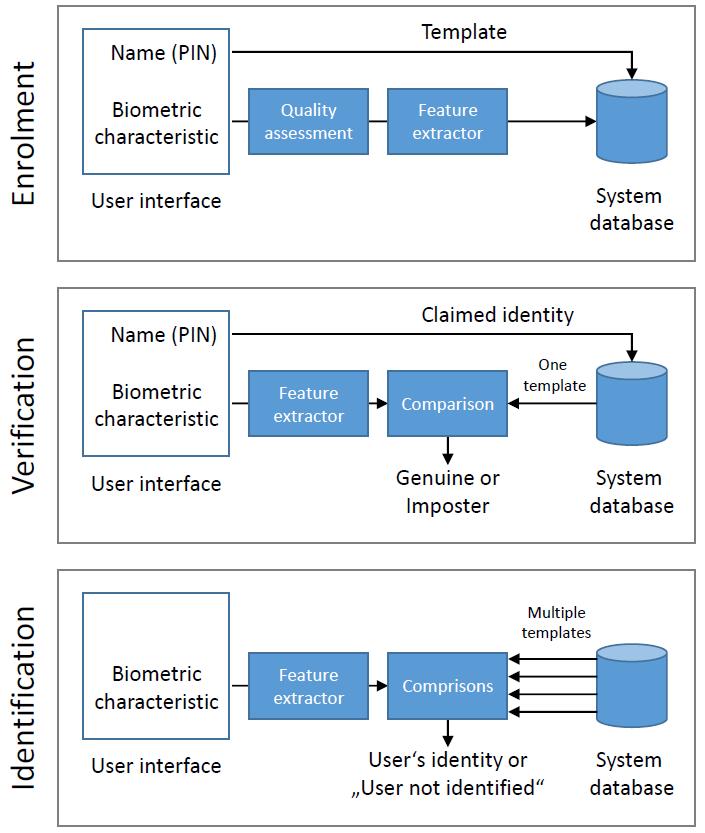 Enrolment
Name (PIN)
Template
Biometric
characteristic
Quality
assessment
Feature
extractor
User interface
System
database
Verification
Name (PIN)
Claimed identity
Biometric
characteristic
Feature
extractor
Comparison
One
template
Genuine or
Imposter
User interface
System
database
Identification
Biometric
characteristic
Feature
extractor
Comprisons
Multiple
templates
User‘s identity or
„User not identified“
User interface
System
database